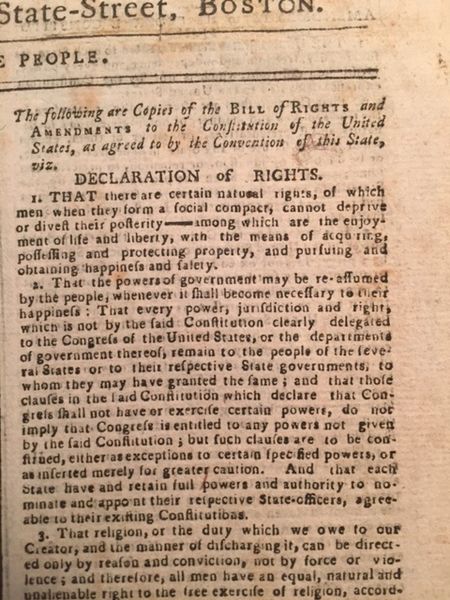 State-Street, BOSTON.
E PEOPLE.
The following are Copies of the BILL of RIGHTS and
AMENDMENTS to the Conſtitution of the United
States, as agreed to by the Convention of this State,
viz.
DECLARATION of RIGHTS.
1. THAT there are certain natural rights, of which
men when they form a ſocial compact, cannot deprive
or diveſt their poſterity—among which are the enjoy-
ment of life and liberty, with the means of acquiring,
poſſeſſing and protecting property, and purſuing and
obtaining happineſs and ſafety.
2. That the powers of government may be re-aſſumed
by the people, whenever it ſhall become neceſſary to their
happineſs : That every power, juriſdiction and right,
which is not by the ſaid Conſtitution clearly delegated
to the Congreſs of the United States, or the departments
of government thereof, remain to the people of the ſeve-
ral States or to their reſpective State governments, to
whom they may have granted the ſame ; and that thoſe
clauſes in the ſaid Conſtitution which declare that Con-
greſs ſhall not have or exerciſe certain powers, do not
imply that Congreſs is entitled to any powers not given
by the ſaid Conſtitution ; but ſuch clauſes are to be con-
ſtrued, either as exceptions to certain ſpecified powers, or
as inſerted merely for greater caution. And that each
State have and retain full powers and authority to no-
minate and appoint their reſpective State-officers, agree-
able to their exiſting Conſtitutions.
3. That religion, or the duty which we owe to our
Creator, and the manner of diſcharging it, can be direct-
ed only by reaſon and conviction, not by force or vio-
lence ; and therefore, all men have an equal, natural and
unalienable right to the free exerciſe of religion, accord-